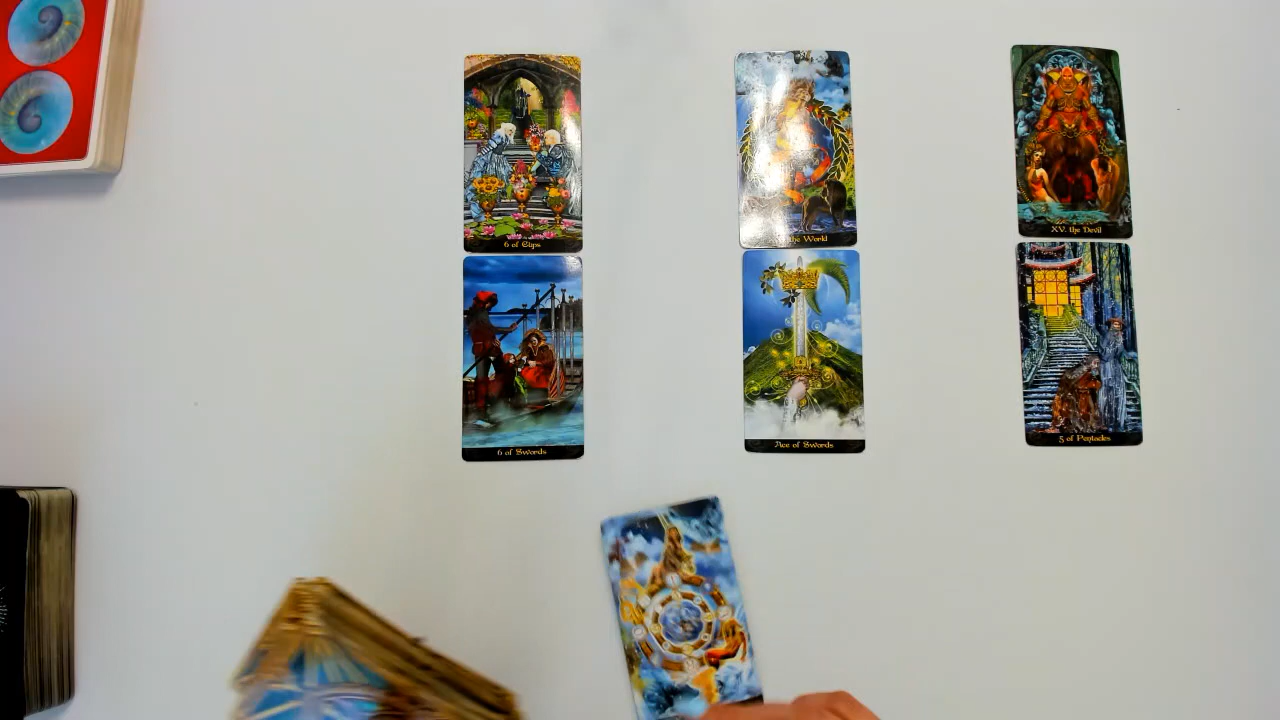 6 of Cups
the World
XV. the Devil
6 of Swords
Ace of Swords
5 of Pentacles